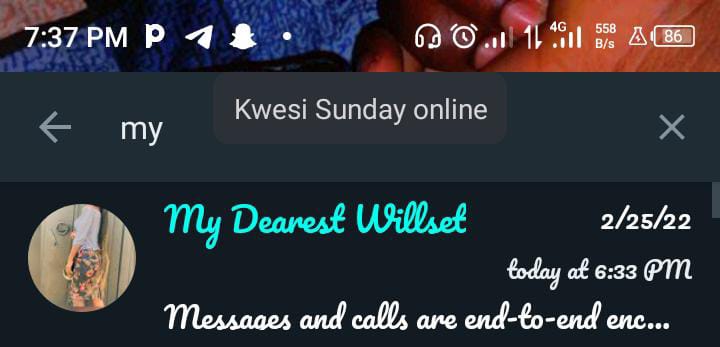 7:37 PM
4G
558
B/s
86
my
Kwesi Sunday online
My Dearest Willset
2/25/22
today at 6:33 PM
Messages and calls are end-to-end enc...